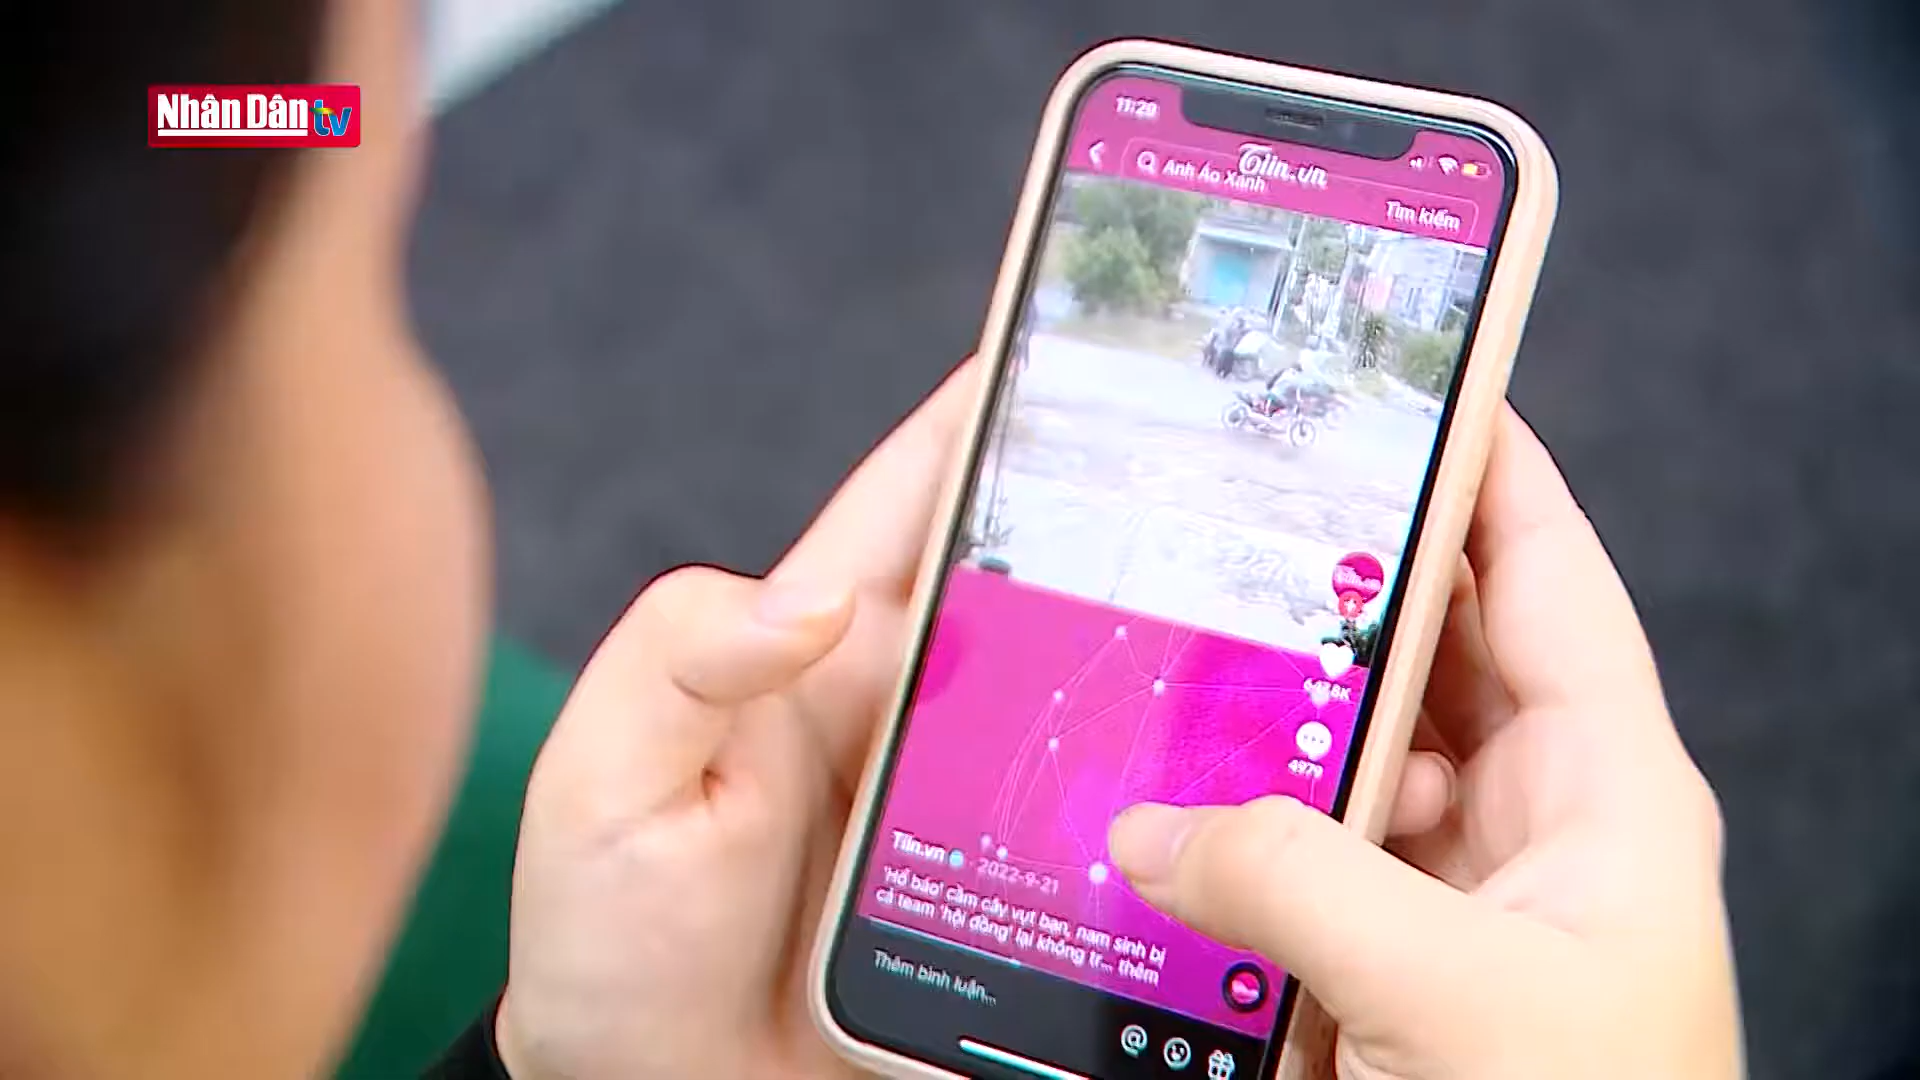 Nhân Dân tv
11:29
Tiin.vn
Anh Áo Xanh
Tìm kiếm
4970
Tiin.vn · 2022-9-21
'Hổ báo' cầm cây vụt bạn, nam sinh bị
cả team 'hội đồng' lại không tr... thêm
Thêm bình luận...